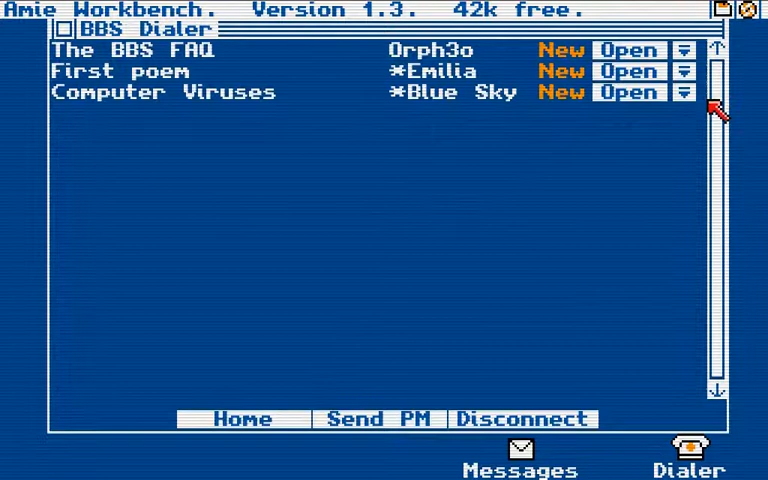 Amie Workbench. Version 1.3. 42k free.
BBS Dialer
The BBS FAQ Orph3o New Open
First poem *Emilia New Open
Computer Viruses *Blue Sky New Open
Home Send PM Disconnect
Messages Dialer